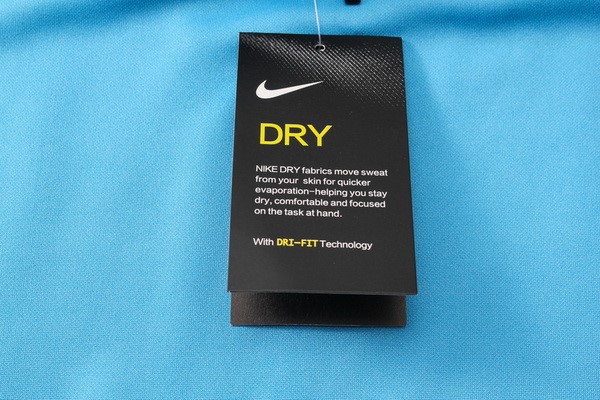 DRY
NIKE DRY fabrics move sweat
from your skin for quicker
evaporation-helping you stay
dry, comfortable and focused
on the task at hand.
With DRI-FIT Technology